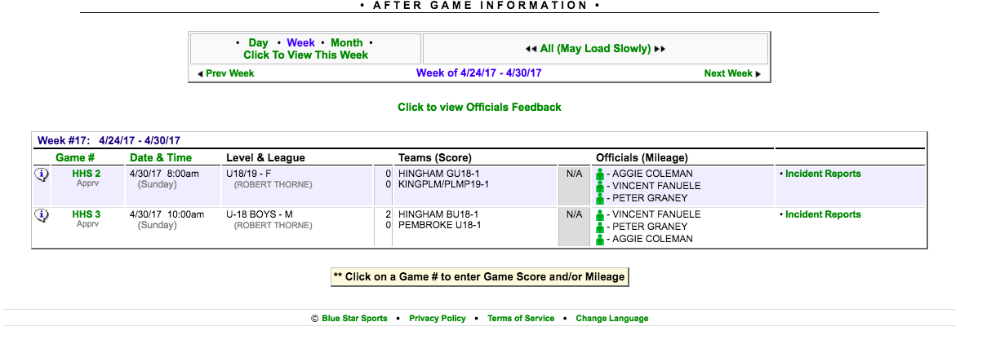 • AFTER GAME INFORMATION •
• Day • Week • Month •
Click To View This Week
All (May Load Slowly)
Prev Week
Week of 4/24/17 - 4/30/17
Next Week
Click to view Officials Feedback
Week #17: 4/24/17 - 4/30/17
Game # Date & Time Level & League Teams (Score) Officials (Mileage)
HHS 2 4/30/17 8:00am U18/19 - F 0 HINGHAM GU18-1 N/A - AGGIE COLEMAN • Incident Reports
Apprv (Sunday) (ROBERT THORNE) 0 KINGPLM/PLMP19-1 - VINCENT FANUELE
- PETER GRANEY
HHS 3 4/30/17 10:00am U-18 BOYS - M 2 HINGHAM BU18-1 N/A - VINCENT FANUELE • Incident Reports
Apprv (Sunday) (ROBERT THORNE) 0 PEMBROKE U18-1 - PETER GRANEY
- AGGIE COLEMAN
** Click on a Game # to enter Game Score and/or Mileage
© Blue Star Sports • Privacy Policy • Terms of Service • Change Language